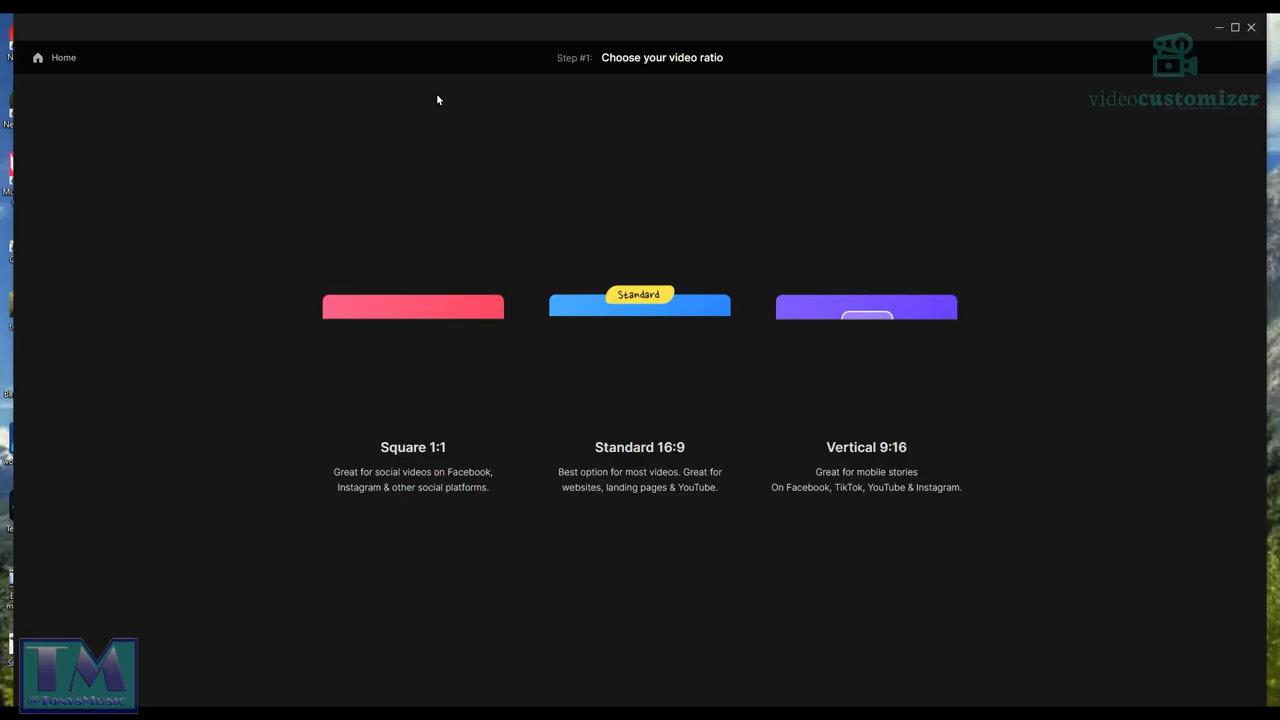 Home
Step #1: Choose your video ratio
videocustomizer
Standard
Square 1:1
Great for social videos on Facebook,
Instagram & other social platforms.
Standard 16:9
Best option for most videos. Great for
websites, landing pages & YouTube.
Vertical 9:16
Great for mobile stories
On Facebook, TikTok, YouTube & Instagram.
TM
@TonysMusic